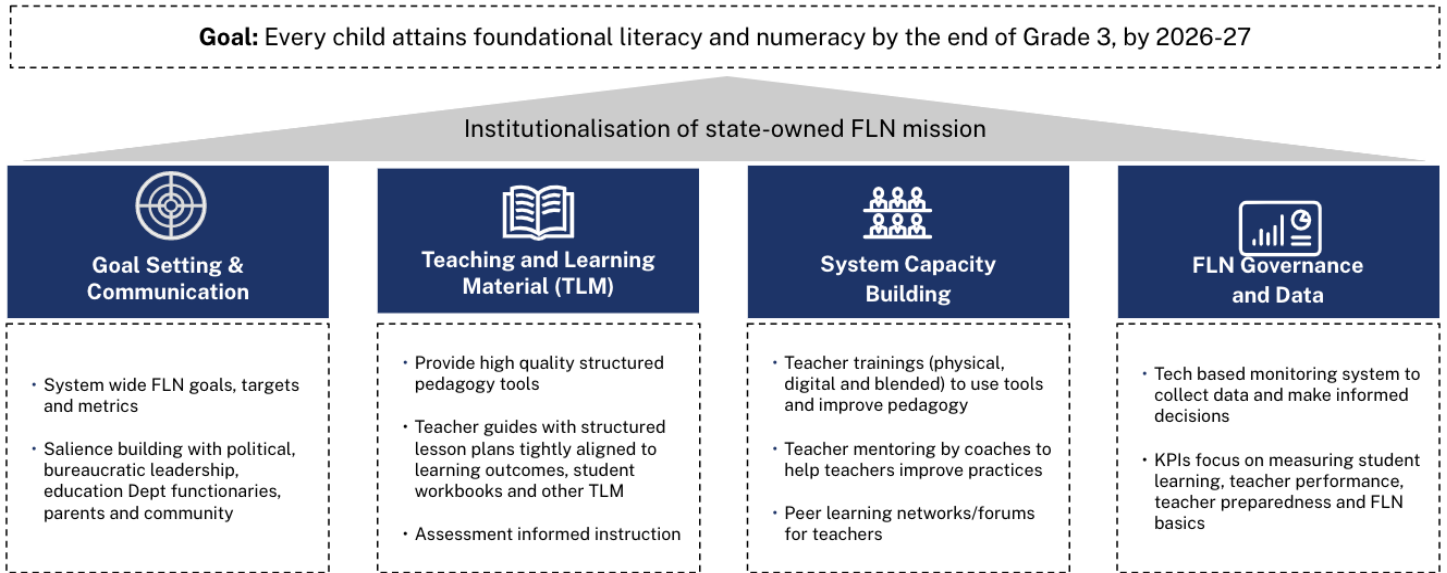 Goal: Every child attains foundational literacy and numeracy by the end of Grade 3, by 2026-27
Institutionalisation of state-owned FLN mission
Goal Setting &
Communication
• System wide FLN goals, targets
and metrics
• Salience building with political,
bureaucratic leadership,
education Dept functionaries,
parents and community
Teaching and Learning
Material (TLM)
• Provide high quality structured
pedagogy tools
• Teacher guides with structured
lesson plans tightly aligned to
learning outcomes, student
workbooks and other TLM
• Assessment informed instruction
System Capacity
Building
• Teacher trainings (physical,
digital and blended) to use tools
and improve pedagogy
• Teacher mentoring by coaches to
help teachers improve practices
• Peer learning networks/forums
for teachers
FLN Governance
and Data
• Tech based monitoring system to
collect data and make informed
decisions
• KPIs focus on measuring student
learning, teacher performance,
teacher preparedness and FLN
basics